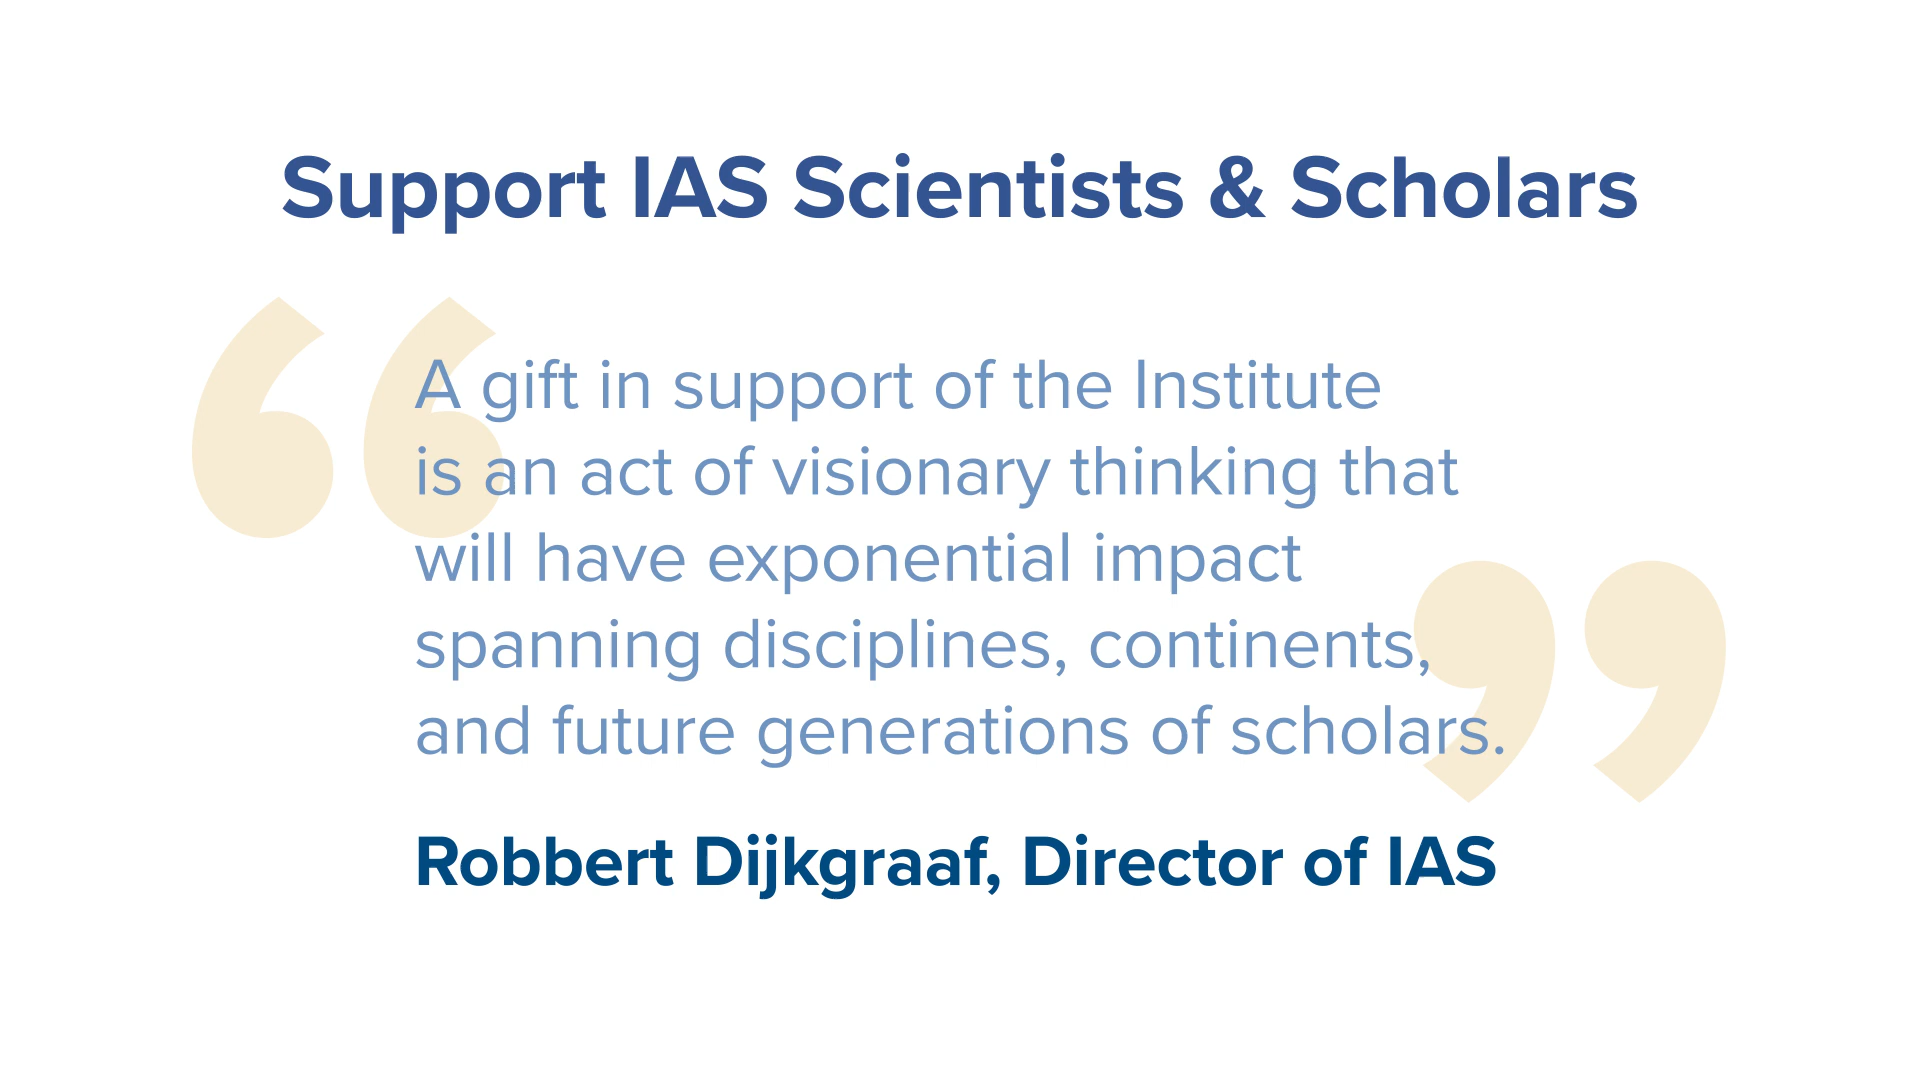 Support IAS Scientists & Scholars
A gift in support of the Institute
is an act of visionary thinking that
will have exponential impact
spanning disciplines, continents,
and future generations of scholars.
Robbert Dijkgraaf, Director of IAS